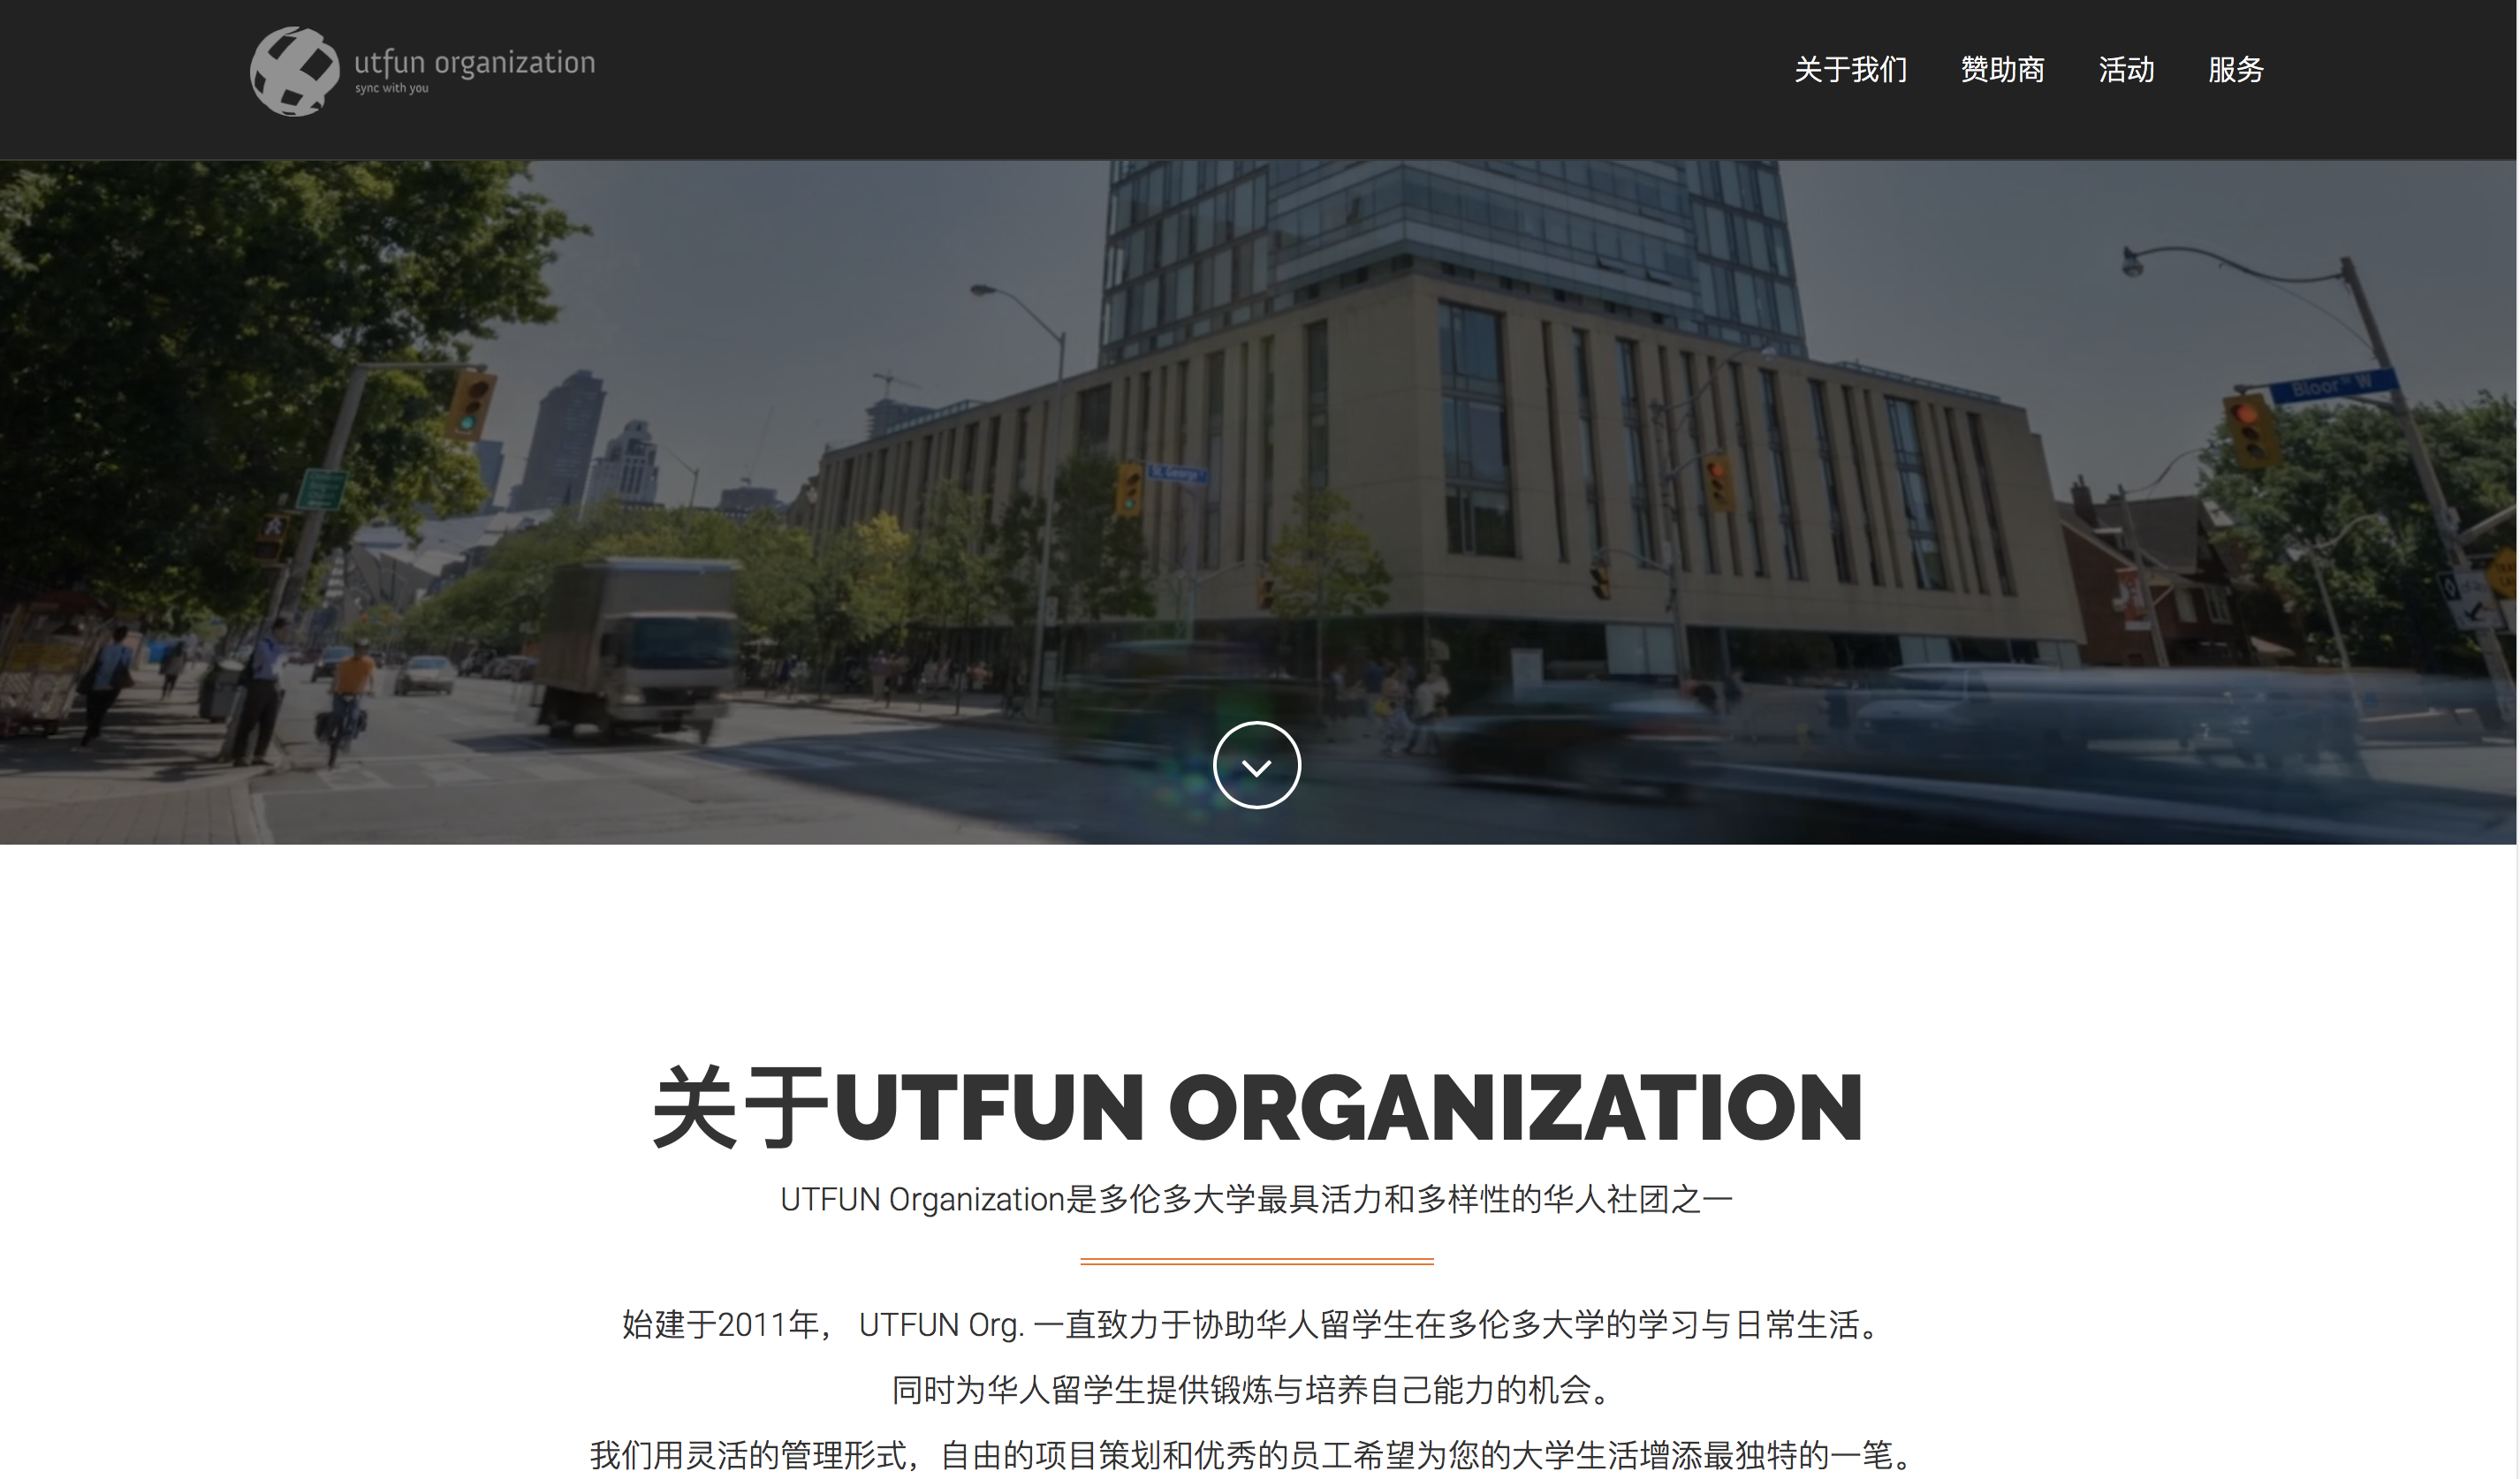 utfun organization
sync with you
关于我们 赞助商 活动 服务
Bloor St W
St. George
关于UTFUN ORGANIZATION
UTFUN Organization是多伦多大学最具活力和多样性的华人社团之一
始建于2011年， UTFUN Org. 一直致力于协助华人留学生在多伦多大学的学习与日常生活。
同时为华人留学生提供锻炼与培养自己能力的机会。
我们用灵活的管理形式，自由的项目策划和优秀的员工希望为您的大学生活增添最独特的一笔。